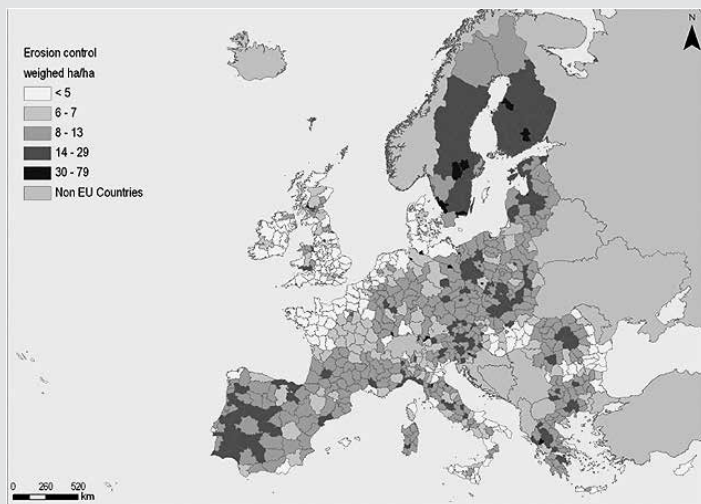 N
Erosion control
weighed ha/ha
< 5
6 - 7
8 - 13
14 - 29
30 - 79
Non EU Countries
0 260 520
km